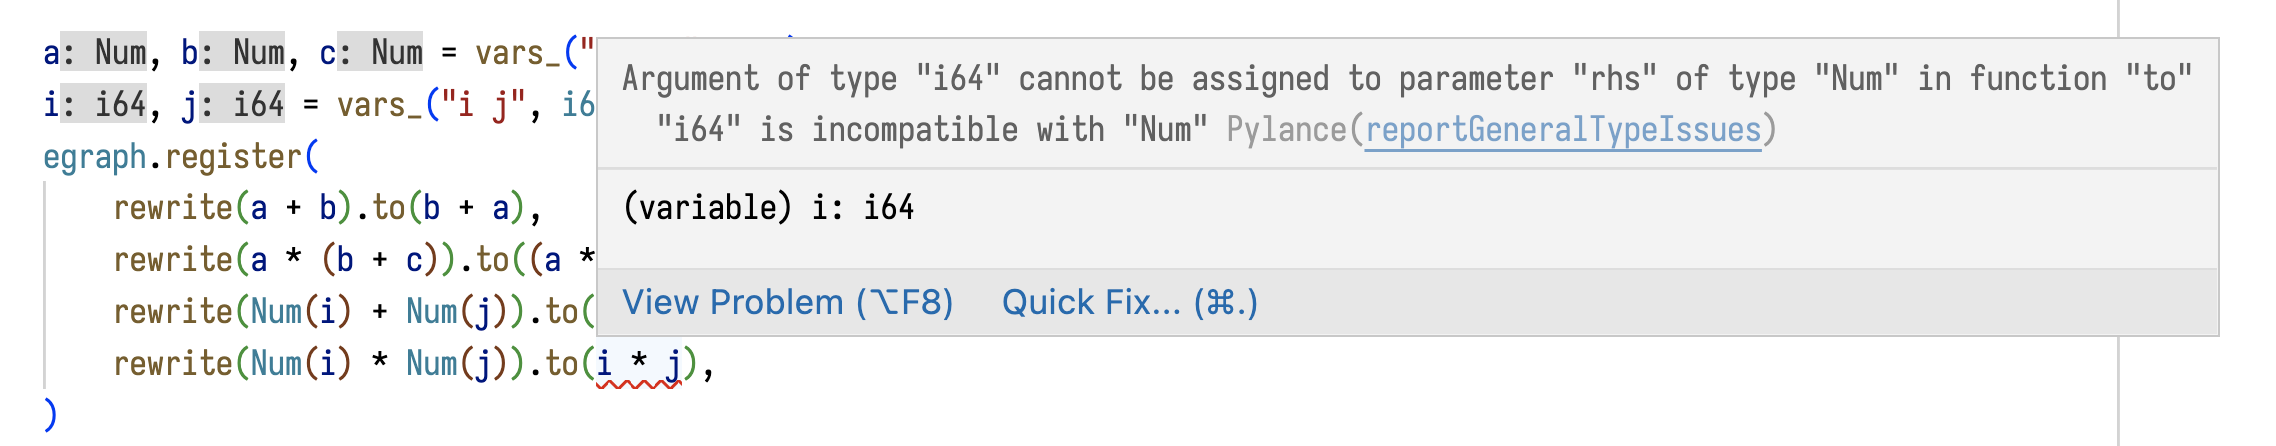 a: Num, b: Num, c: Num = vars_("
Argument of type "i64" cannot be assigned to parameter "rhs" of type "Num" in function "to"
i: i64, j: i64 = vars_("i j", i6
"i64" is incompatible with "Num" Pylance(reportGeneralTypeIssues)
egraph.register(
rewrite(a + b).to(b + a),
(variable) i: i64
rewrite(a * (b + c)).to((a *
rewrite(Num(i) + Num(j)).to(
View Problem (⌥F8) Quick Fix... (⌘.)
rewrite(Num(i) * Num(j)).to(i * j),
)